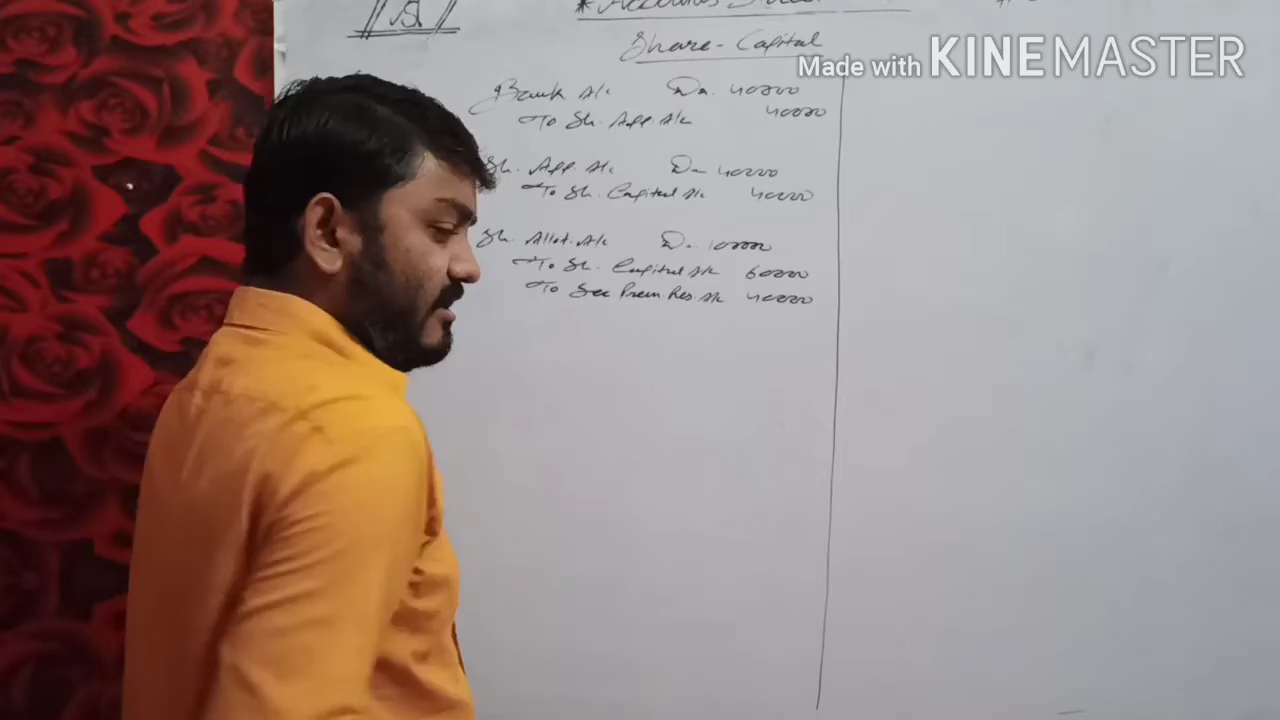 Share-Capital
Made with KINEMASTER
Bank A/c Dr. 40000
To Sh. App. A/c 40000
Sh. App. A/c Dr 40000
To Sh. Capital A/c 40000
Sh. Allot. A/c Dr. 100000
To Sh. Capital A/c 60000
To Sec Prem Res. A/c 40000